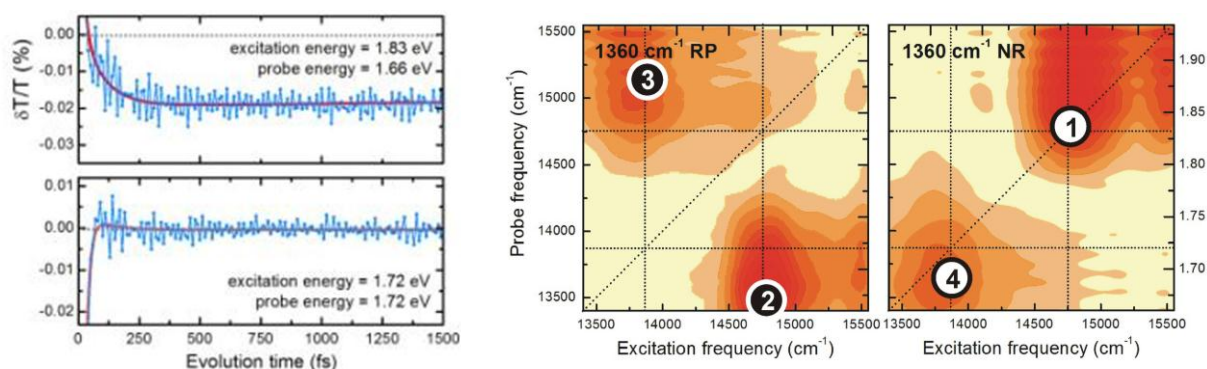 δT/T (%)
0.00
-0.01
-0.02
-0.03
excitation energy = 1.83 eV
probe energy = 1.66 eV
0.01
0.00
-0.01
-0.02
excitation energy = 1.72 eV
probe energy = 1.72 eV
0 250 500 750 1000 1250 1500
Evolution time (fs)
Probe frequency (cm⁻¹)
15500
15000
14500
14000
13500
1360 cm⁻¹ RP
3
2
13500 14000 14500 15000 15500
Excitation frequency (cm⁻¹)
1360 cm⁻¹ NR
1
4
13500 14000 14500 15000 15500
Excitation frequency (cm⁻¹)
1.90
1.85
1.80
1.75
1.70